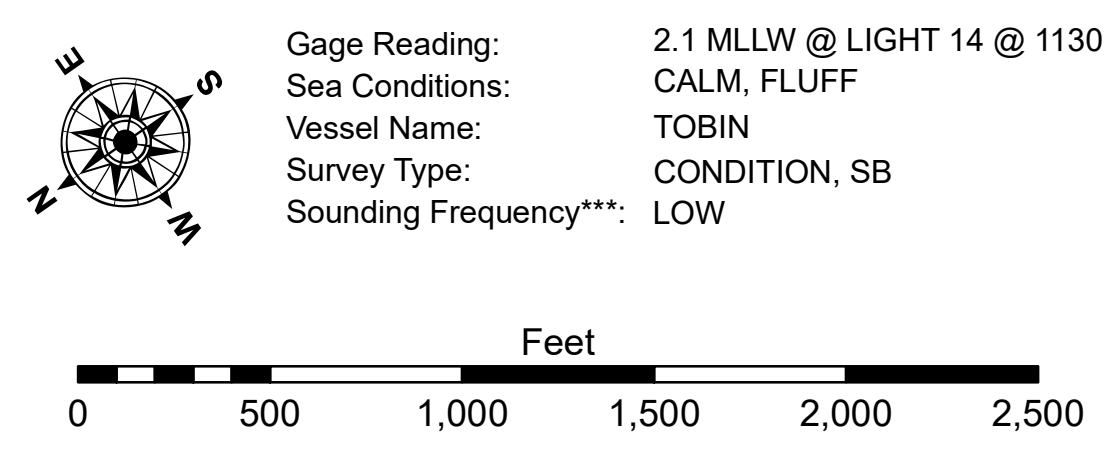 E
S
N
W
Gage Reading: 2.1 MLLW @ LIGHT 14 @ 1130
Sea Conditions: CALM, FLUFF
Vessel Name: TOBIN
Survey Type: CONDITION, SB
Sounding Frequency***: LOW
Feet
0 500 1,000 1,500 2,000 2,500